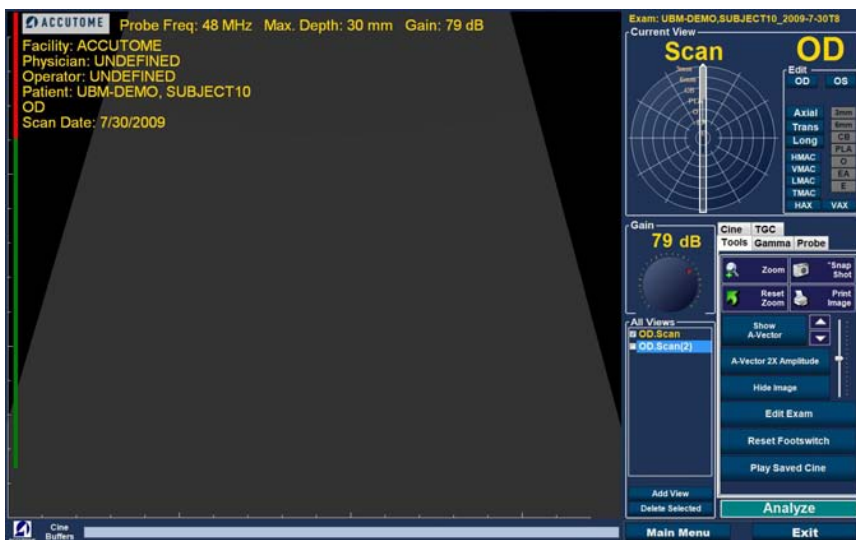 ACCUTOME Probe Freq: 48 MHz Max. Depth: 30 mm Gain: 79 dB
Facility: ACCUTOME
Physician: UNDEFINED
Operator: UNDEFINED
Patient: UBM-DEMO, SUBJECT10
OD
Scan Date: 7/30/2009
Exam: UBM-DEMO,SUBJECT10_2009-7-30T8
Current View
Scan
OD
6mm
CB
PLA
O
Edit
OD OS
Axial 3mm
Trans 6mm
Long CB
PLA
HMAC O
VMAC EA
LMAC E
TMAC
HAX VAX
Gain
79 dB
Cine TGC
Tools Gamma Probe
Zoom
"Snap
Shot
Reset
Zoom
Print
Image
All Views
OD.Scan
OD.Scan(2)
Show
A-Vector
A-Vector 2X Amplitude
Hide Image
Edit Exam
Reset Footswitch
Play Saved Cine
Add View
Delete Selected
Analyze
Cine
Buffers
Main Menu
Exit